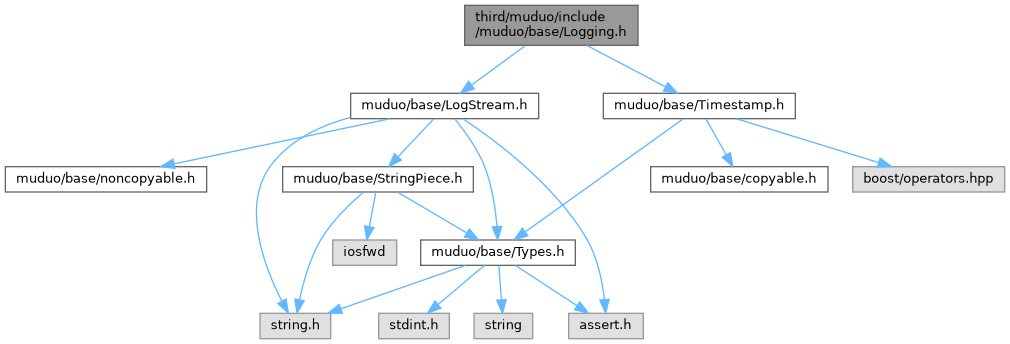 third/muduo/include
/muduo/base/Logging.h
muduo/base/LogStream.h
muduo/base/Timestamp.h
muduo/base/noncopyable.h
muduo/base/StringPiece.h
muduo/base/copyable.h
boost/operators.hpp
iosfwd
muduo/base/Types.h
string.h
stdint.h
string
assert.h